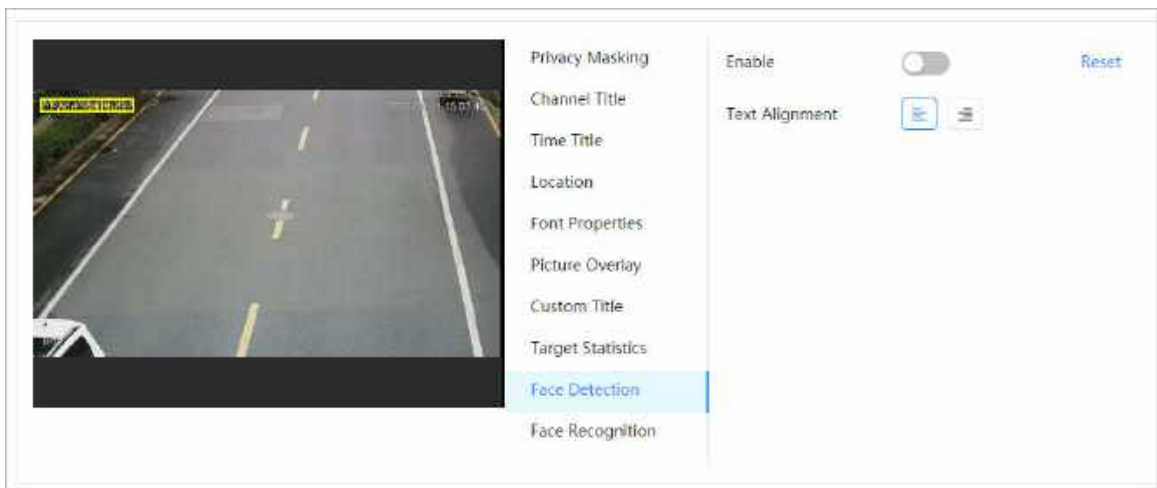 Privacy Masking
Channel Title
Time Title
Location
Font Properties
Picture Overlay
Custom Title
Target Statistics
Face Detection
Face Recognition
Enable
Reset
Text Alignment